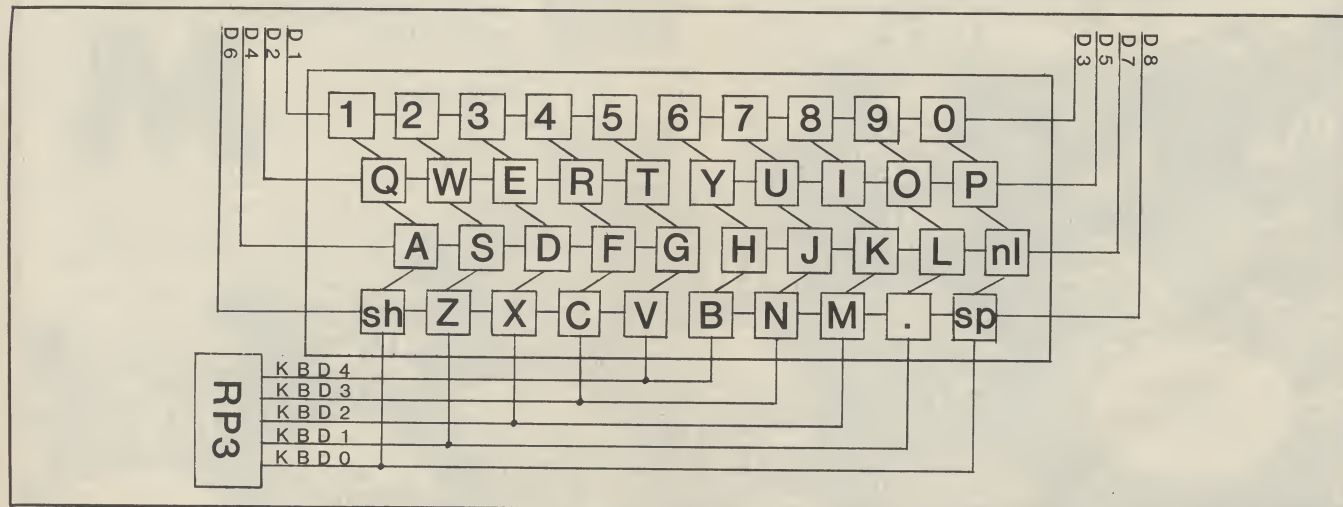 D6 D4 D2 D1
D3 D5 D7 D8
1 2 3 4 5 6 7 8 9 0
Q W E R T Y U I O P
A S D F G H J K L nl
sh Z X C V B N M . sp
RP3
KBD4
KBD3
KBD2
KBD1
KBD0